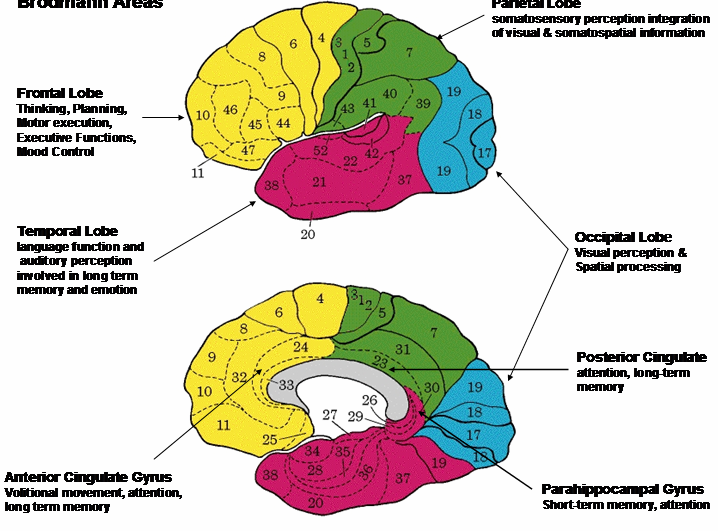 Brodmann Areas
Parietal Lobe
somatosensory perception integration
of visual & somatospatial information
Frontal Lobe
Thinking, Planning,
Motor execution,
Executive Functions,
Mood Control
4
6
8
3
1
2
5
7
9
10
46
45
44
47
11
43
41
40
39
19
18
17
19
52
42
22
21
38
37
20
Temporal Lobe
language function and
auditory perception
involved in long term
memory and emotion
Occipital Lobe
Visual perception &
Spatial processing
4
6
8
3
1
2
5
7
9
24
31
23
32
33
10
11
25
30
26
29
27
19
18
17
18
34
35
28
36
38
37
19
20
Posterior Cingulate
attention, long-term
memory
Anterior Cingulate Gyrus
Volitional movement, attention,
long term memory
Parahippocampal Gyrus
Short-term memory, attention